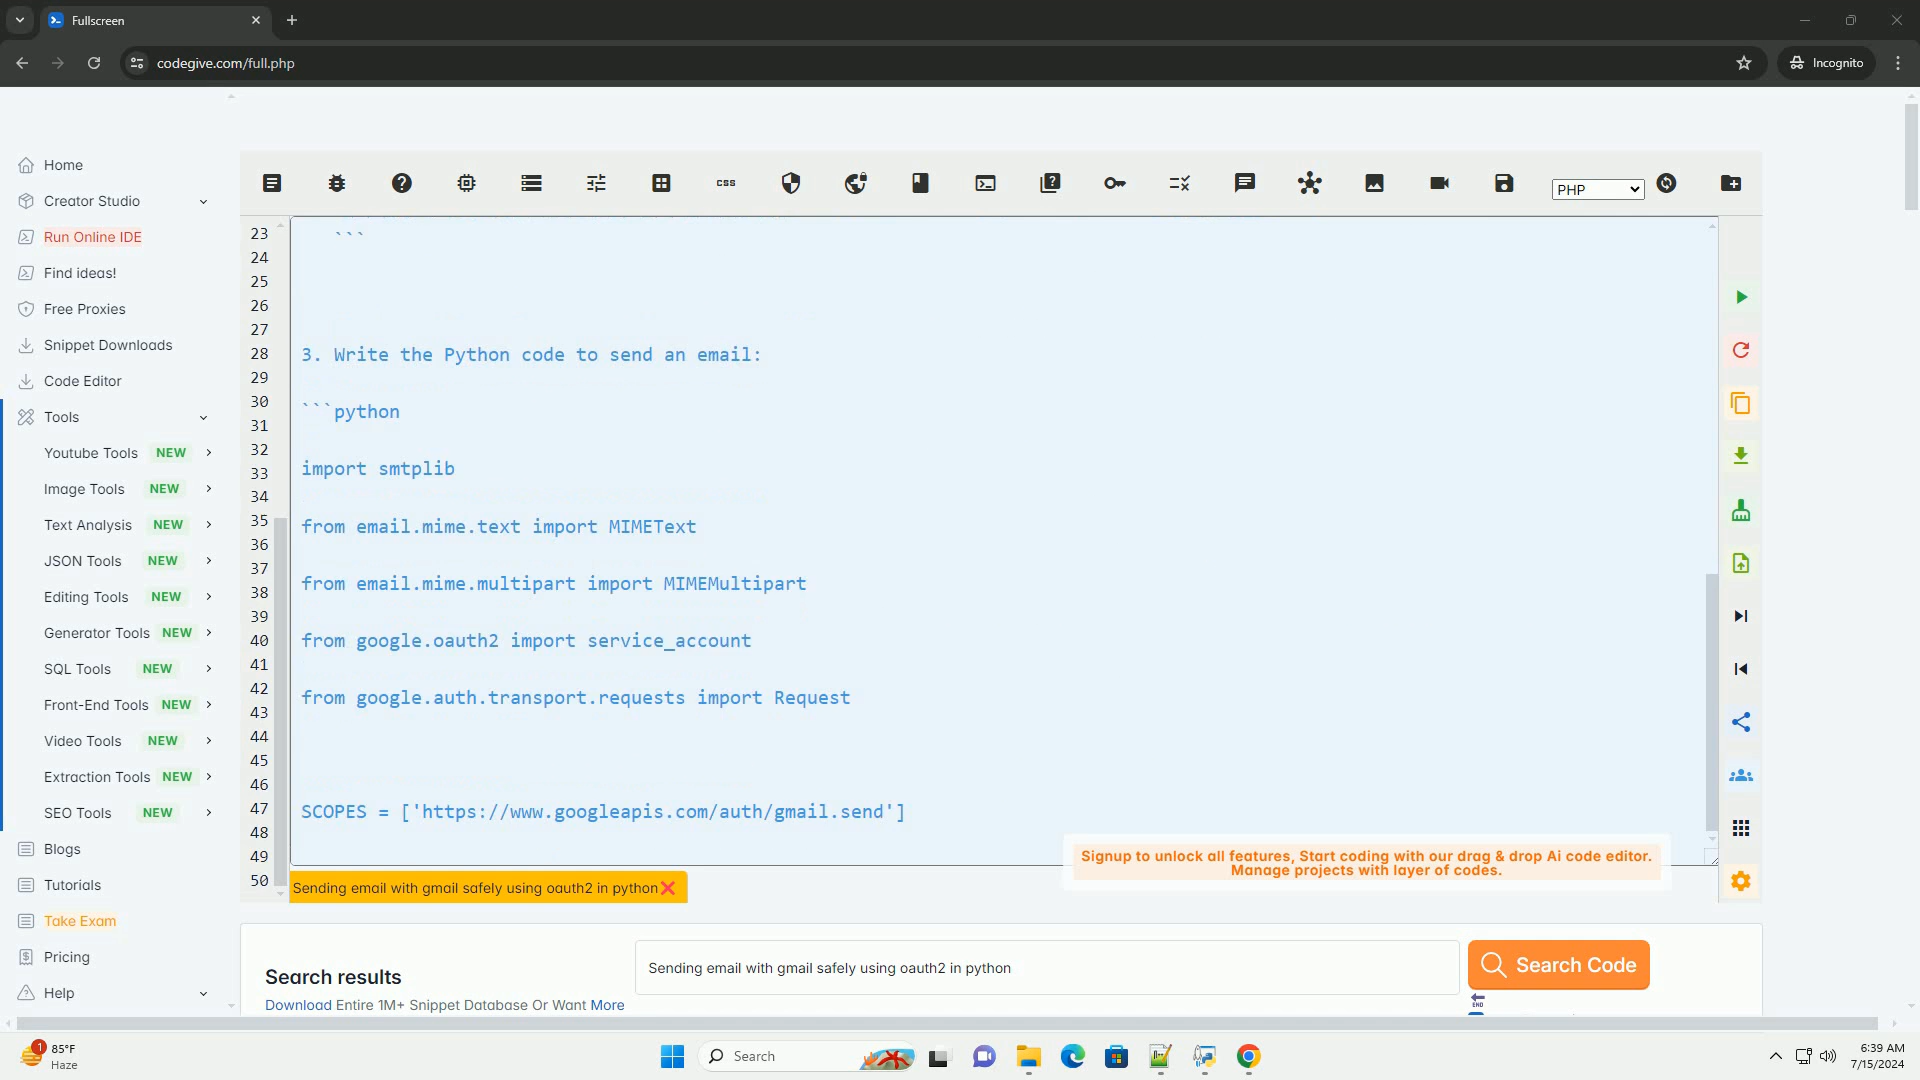 Fullscreen
codegive.com/full.php
Incognito
Home
Creator Studio
Run Online IDE
Find ideas!
Free Proxies
Snippet Downloads
Code Editor
Tools
Youtube Tools NEW
Image Tools NEW
Text Analysis NEW
JSON Tools NEW
Editing Tools NEW
Generator Tools NEW
SQL Tools NEW
Front-End Tools NEW
Video Tools NEW
Extraction Tools NEW
SEO Tools NEW
Blogs
Tutorials
Take Exam
Pricing
Help
css
PHP
23 ```
24
25
26
27
28 3. Write the Python code to send an email:
29
30 ```python
31
32
33 import smtplib
34
35 from email.mime.text import MIMEText
36
37
38 from email.mime.multipart import MIMEMultipart
39
40 from google.oauth2 import service_account
41
42 from google.auth.transport.requests import Request
43
44
45
46
47 SCOPES = ['https://www.googleapis.com/auth/gmail.send']
48
49
50
Signup to unlock all features, Start coding with our drag & drop Ai code editor.
Manage projects with layer of codes.
Sending email with gmail safely using oauth2 in python
Search results
Download Entire 1M+ Snippet Database Or Want More
Sending email with gmail safely using oauth2 in python
Search Code
END
1
85°F
Haze
Search
6:39 AM
7/15/2024